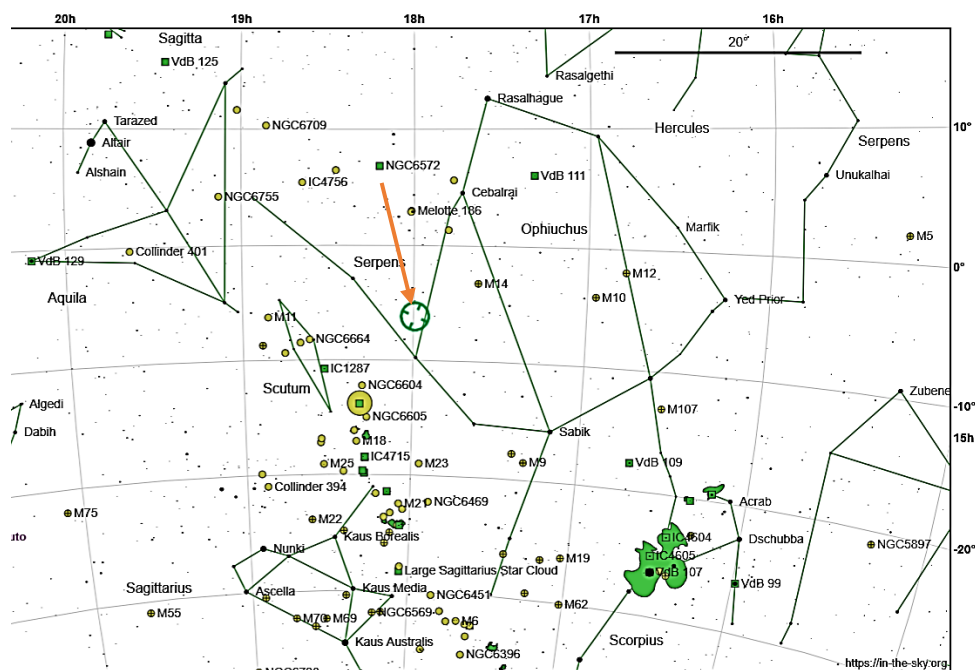 20h 19h 18h 17h 16h
Sagitta
20°
VdB 125
Rasalgethi
Rasalhague
Tarazed
NGC6709
Hercules
10°
Altair
Serpens
Alshain
NGC6572
IC4756
VdB 111
Unukalhai
NGC6755
Cebalrai
Melotte 186
Ophiuchus
Marfik
M5
Collinder 401
VdB 129
Serpens
M12
0°
Aquila
M14
M10
Yed Prior
M11
NGC6664
IC1287
Scutum
NGC6604
Zubene
Algedi
NGC6605
M107
-10°
Dabih
M18
Sabik
15h
IC4715
M25
M23
M9
VdB 109
Collinder 394
M21
NGC6469
Acrab
M75
M22
uto
Kaus Borealis
IC4604
Dschubba
Nunki
M19
IC4605
NGC5897
-20°
Large Sagittarius Star Cloud
VdB 107
Sagittarius
Ascella
Kaus Media
NGC6451
VdB 99
M55
M70
M69
NGC6569
M6
M62
Kaus Australis
Scorpius
NGC6396
https://in-the-sky.org